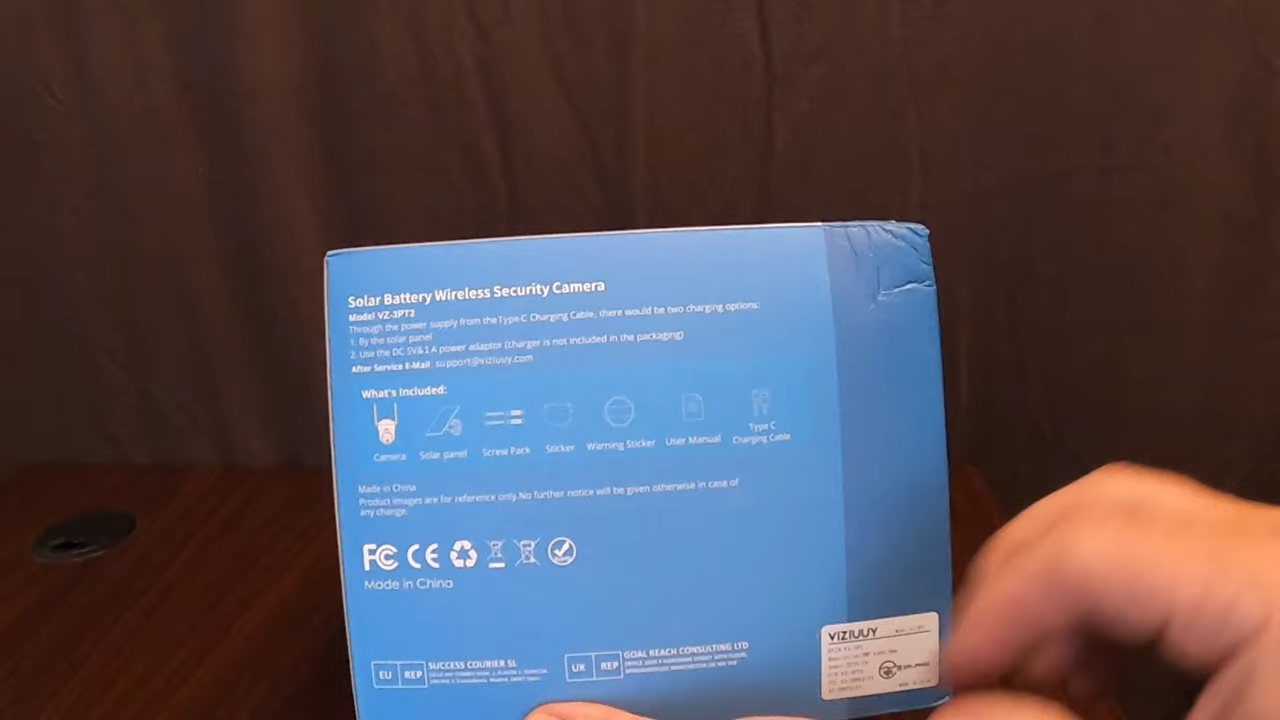 Solar Battery Wireless Security Camera
Model VZ-3PT2
Through the power supply from the Type-C Charging Cable, there would be two charging options:
1. By the solar panel
2. Use the DC 5V&1A power adaptor (charger is not included in the packaging)
After Service E-Mail: support@viziuuy.com
What's Included:
Camera
Solar panel
Screw Pack
Sticker
Warning Sticker
User Manual
Type C
Charging Cable
Made in China
Product images are for reference only.No further notice will be given otherwise in case of
any change.
FC CE
Made in China
EU REP
SUCCESS COURIER SL
UK REP
GOAL REACH CONSULTING LTD
VIZIUUY